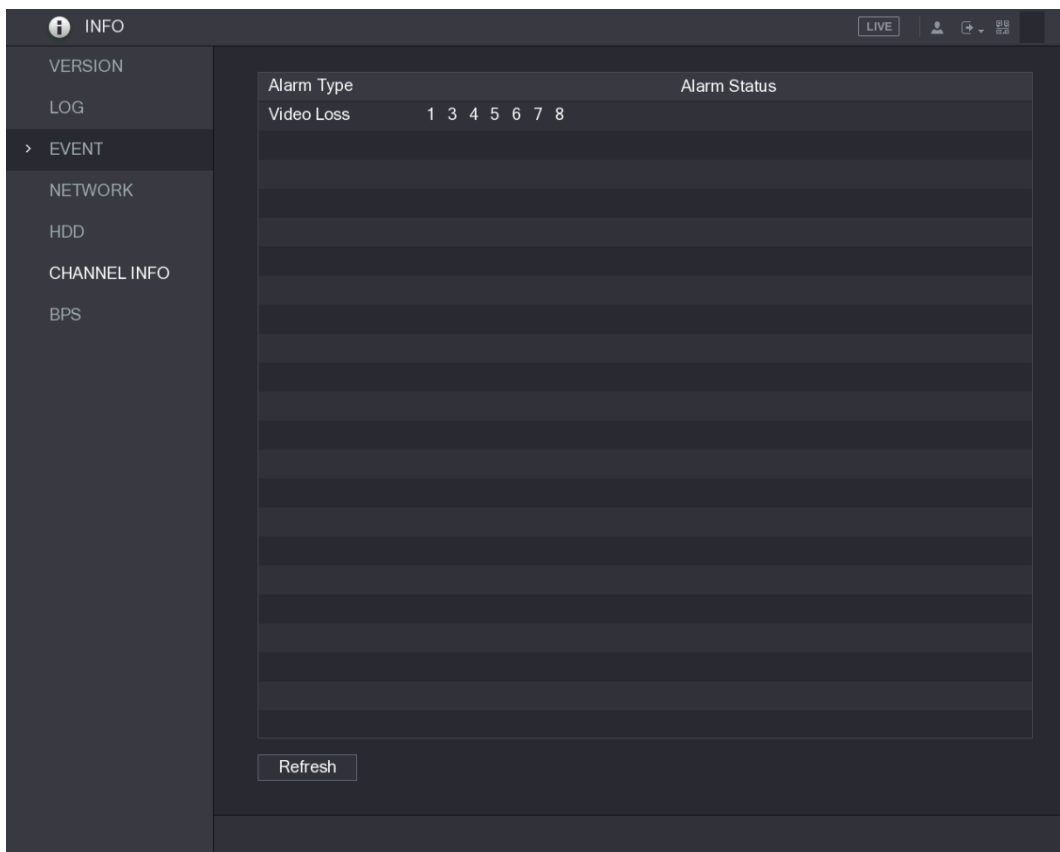 INFO LIVE
VERSION
LOG
EVENT
NETWORK
HDD
CHANNEL INFO
BPS
Alarm Type Alarm Status
Video Loss 1 3 4 5 6 7 8
Refresh